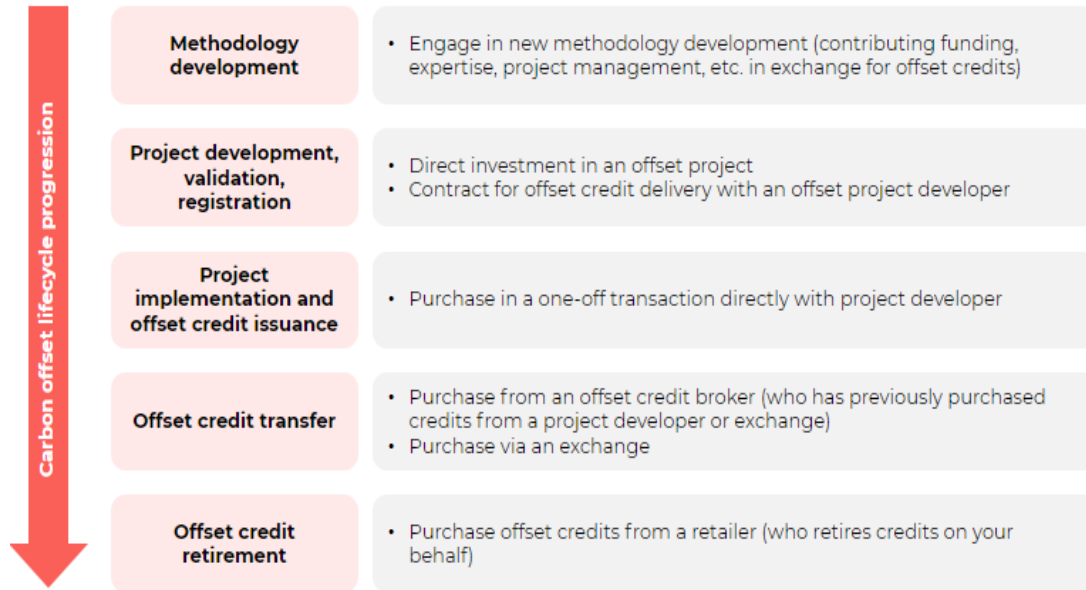 Carbon offset lifecycle progression
Methodology
development
• Engage in new methodology development (contributing funding,
expertise, project management, etc. in exchange for offset credits)
Project development,
validation,
registration
• Direct investment in an offset project
• Contract for offset credit delivery with an offset project developer
Project
implementation and
offset credit issuance
• Purchase in a one-off transaction directly with project developer
Offset credit transfer
• Purchase from an offset credit broker (who has previously purchased
credits from a project developer or exchange)
• Purchase via an exchange
Offset credit
retirement
• Purchase offset credits from a retailer (who retires credits on your
behalf)